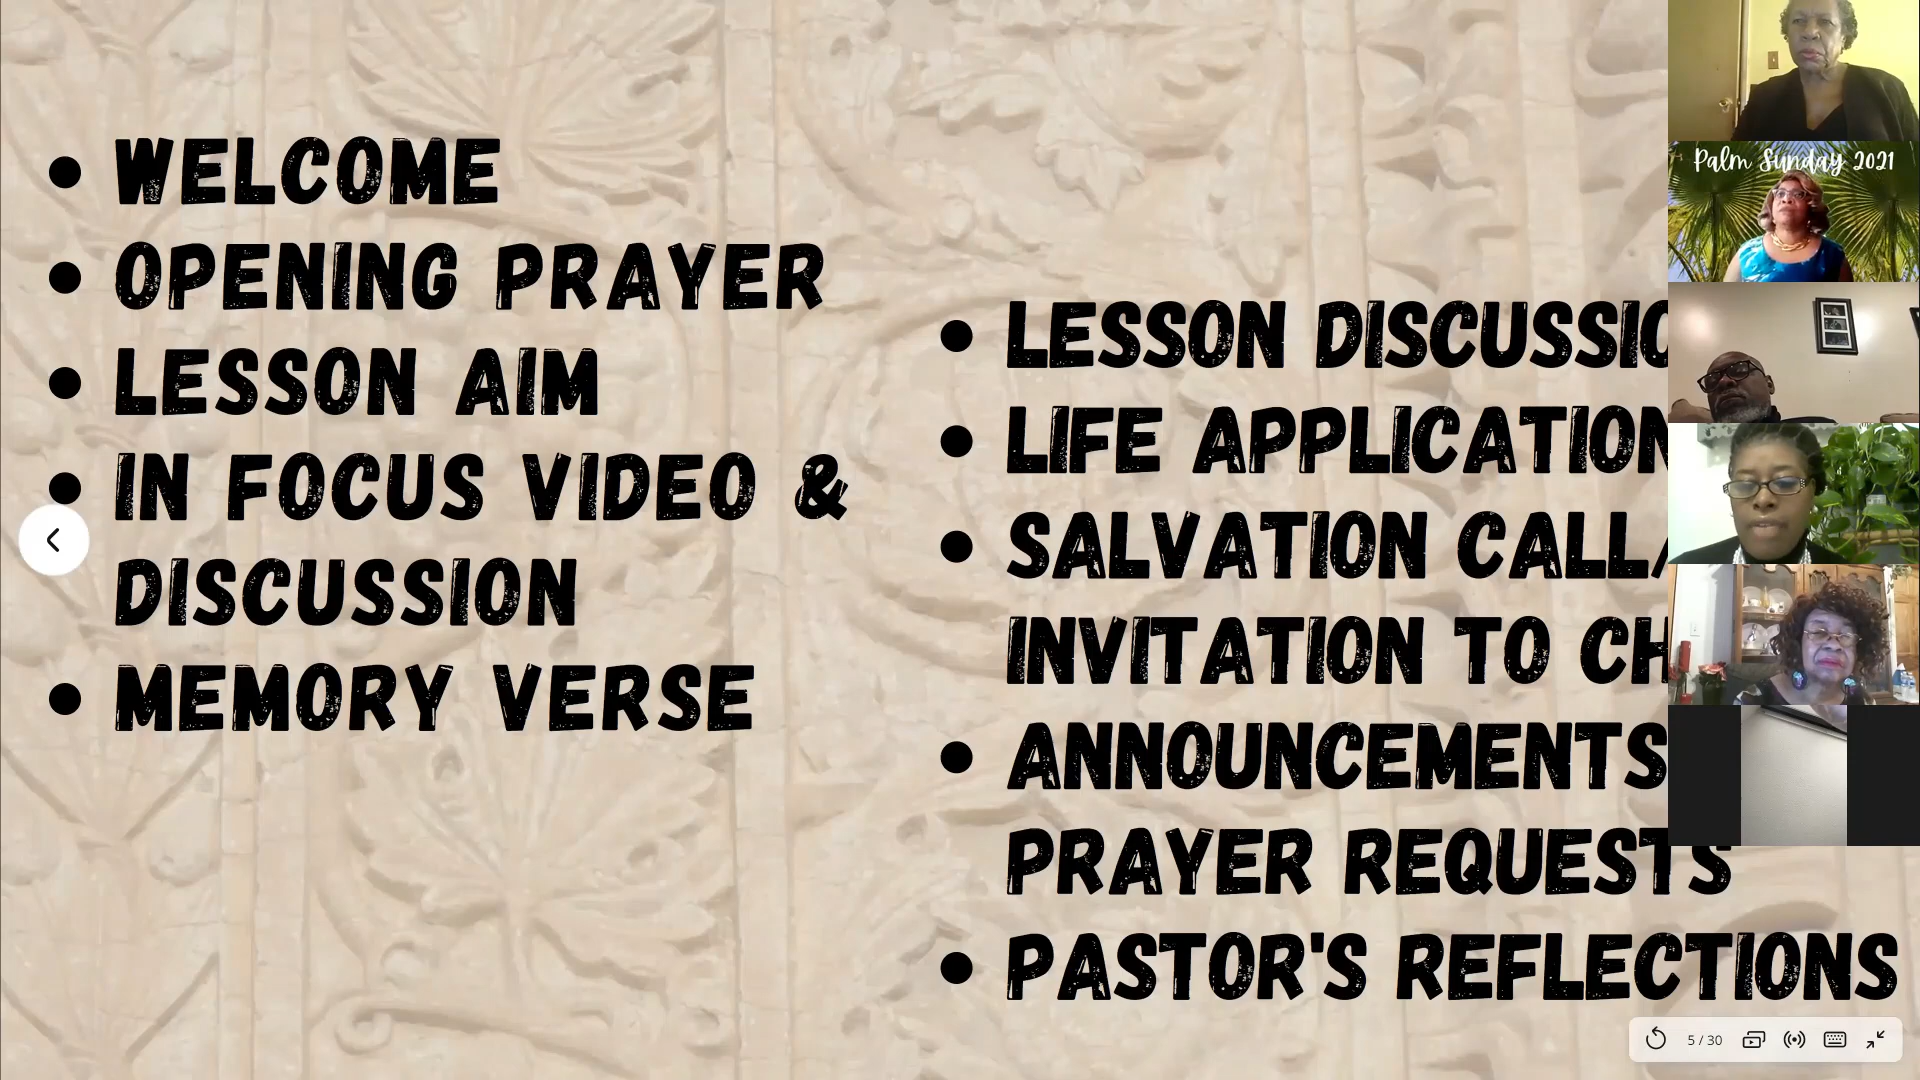 WELCOME
OPENING PRAYER
LESSON AIM
IN FOCUS VIDEO &
DISCUSSION
MEMORY VERSE
LESSON DISCUSSIO
LIFE APPLICATION
SALVATION CALL/
INVITATION TO CH
ANNOUNCEMENTS
PRAYER REQUESTS
PASTOR'S REFLECTIONS
Palm Sunday 2021
5 / 30